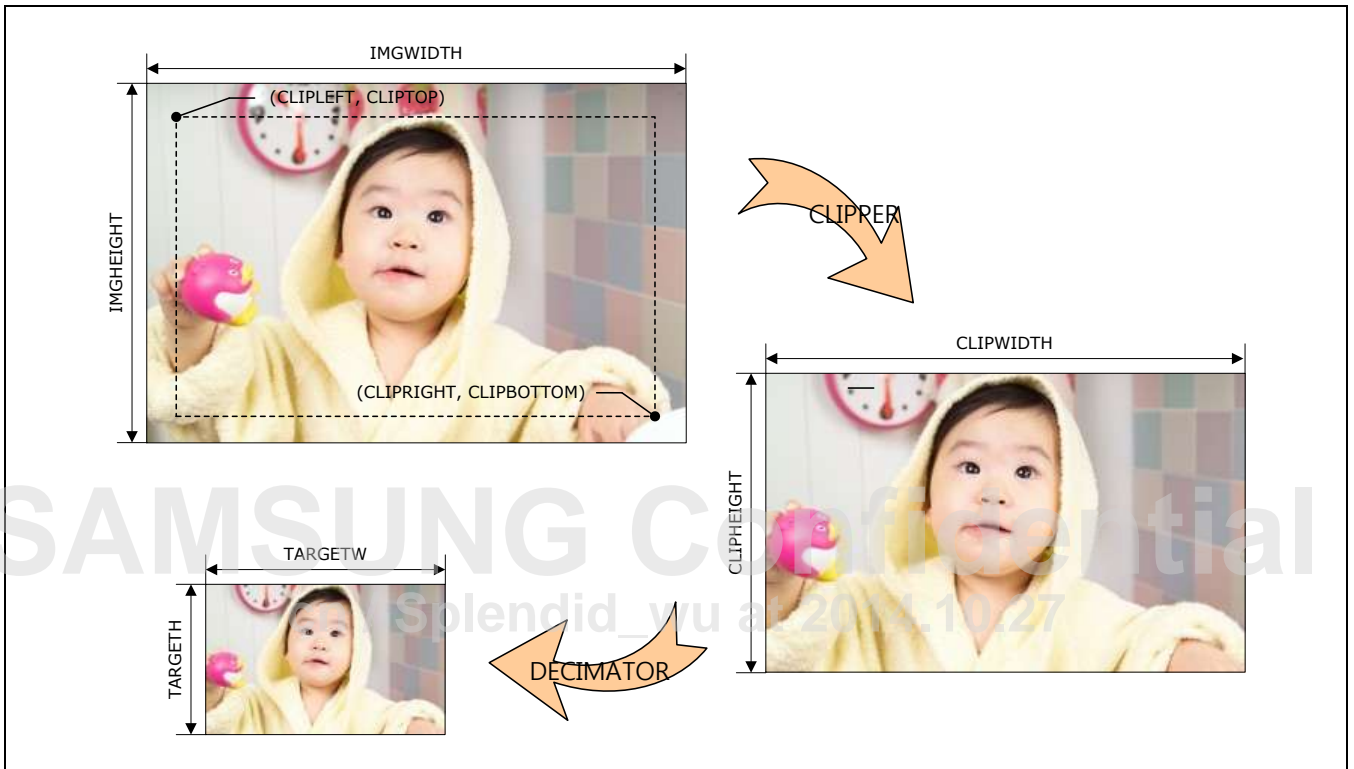 IMGWIDTH
(CLIPLEFT, CLIPTOP)
IMGHEIGHT
CLIPPER
(CLIPRIGHT, CLIPBOTTOM)
CLIPWIDTH
CLIPHEIGHT
SAMSUNG Confidential
Splendid_wu at 2014.10.27
TARGETW
TARGETH
DECIMATOR